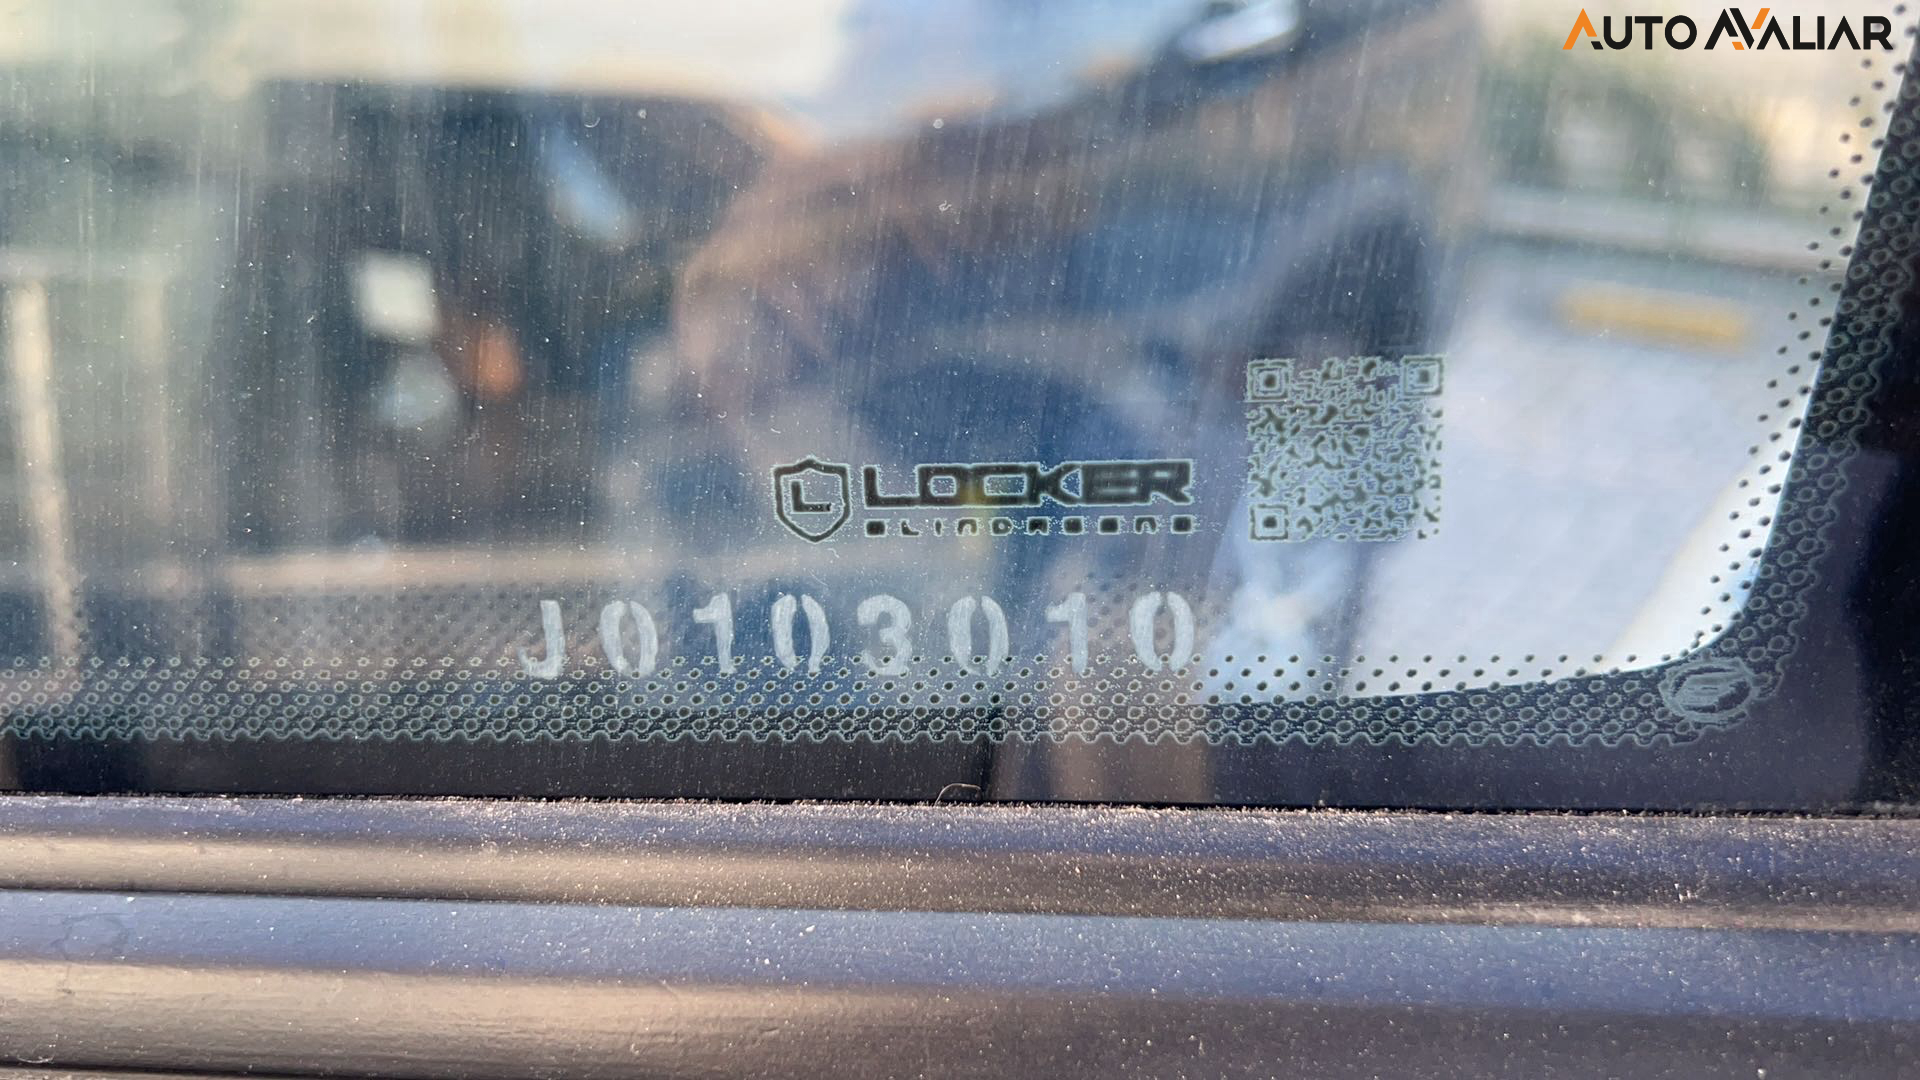 AUTO AVALIAR
LOCKER
BLINDAGENS
J0103010